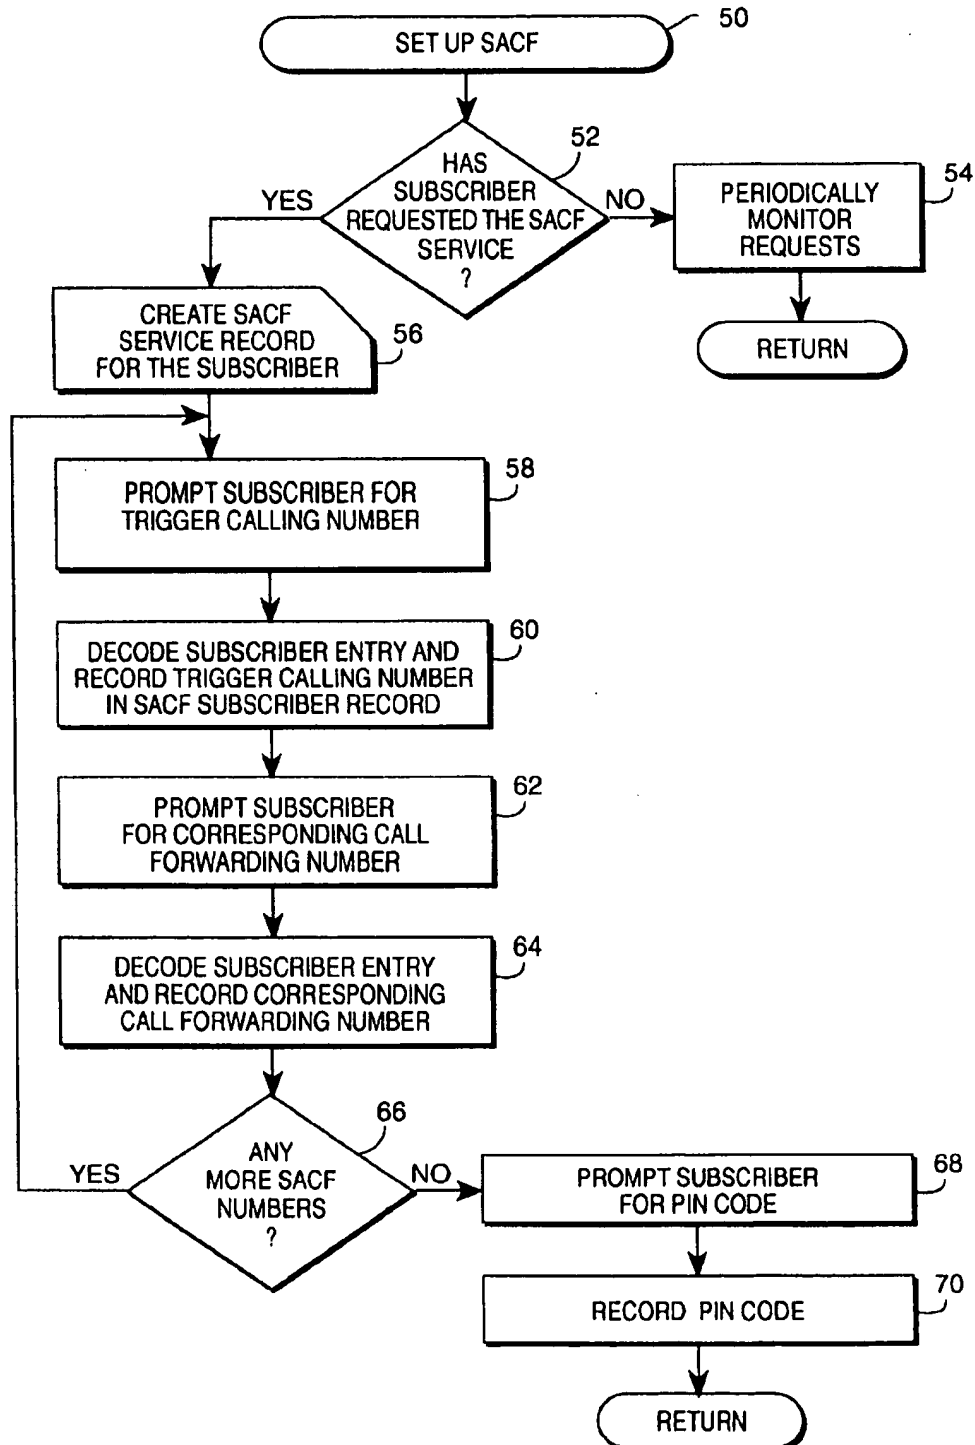 SET UP SACF
50
HAS
SUBSCRIBER
REQUESTED THE SACF
SERVICE
?
52
YES
NO
PERIODICALLY
MONITOR
REQUESTS
54
RETURN
CREATE SACF
SERVICE RECORD
FOR THE SUBSCRIBER
56
PROMPT SUBSCRIBER FOR
TRIGGER CALLING NUMBER
58
DECODE SUBSCRIBER ENTRY AND
RECORD TRIGGER CALLING NUMBER
IN SACF SUBSCRIBER RECORD
60
PROMPT SUBSCRIBER
FOR CORRESPONDING CALL
FORWARDING NUMBER
62
DECODE SUBSCRIBER ENTRY
AND RECORD CORRESPONDING
CALL FORWARDING NUMBER
64
ANY
MORE SACF
NUMBERS
?
66
YES
NO
PROMPT SUBSCRIBER
FOR PIN CODE
68
RECORD PIN CODE
70
RETURN